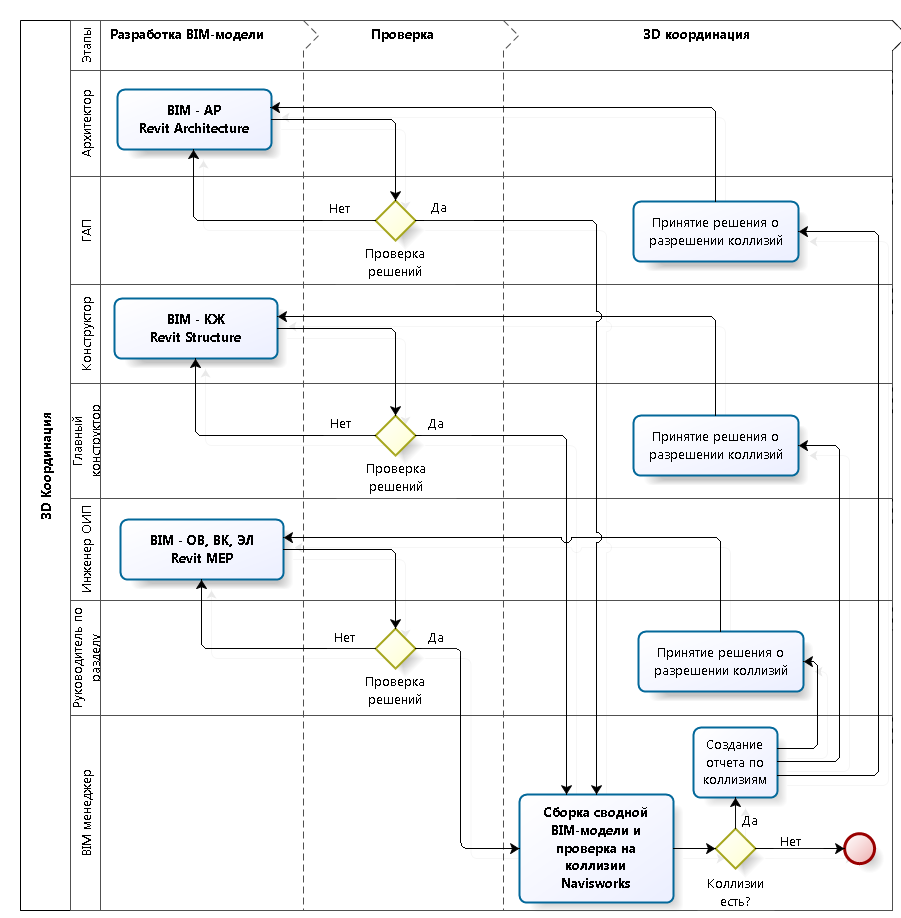 3D Координация
Этапы
Разработка BIM-модели
Проверка
3D координация
Архитектор
BIM - АР
Revit Architecture
ГАП
Нет
Да
Проверка
решений
Принятие решения о
разрешении коллизий
Конструктор
BIM - КЖ
Revit Structure
Главный
конструктор
Нет
Да
Проверка
решений
Принятие решения о
разрешении коллизий
Инженер ОИП
BIM - ОВ, ВК, ЭЛ
Revit MEP
Руководитель по
разделу
Нет
Да
Проверка
решений
Принятие решения о
разрешении коллизий
BIM менеджер
Создание
отчета по
коллизиям
Сборка сводной
BIM-модели и
проверка на
коллизии
Navisworks
Да
Нет
Коллизии
есть?